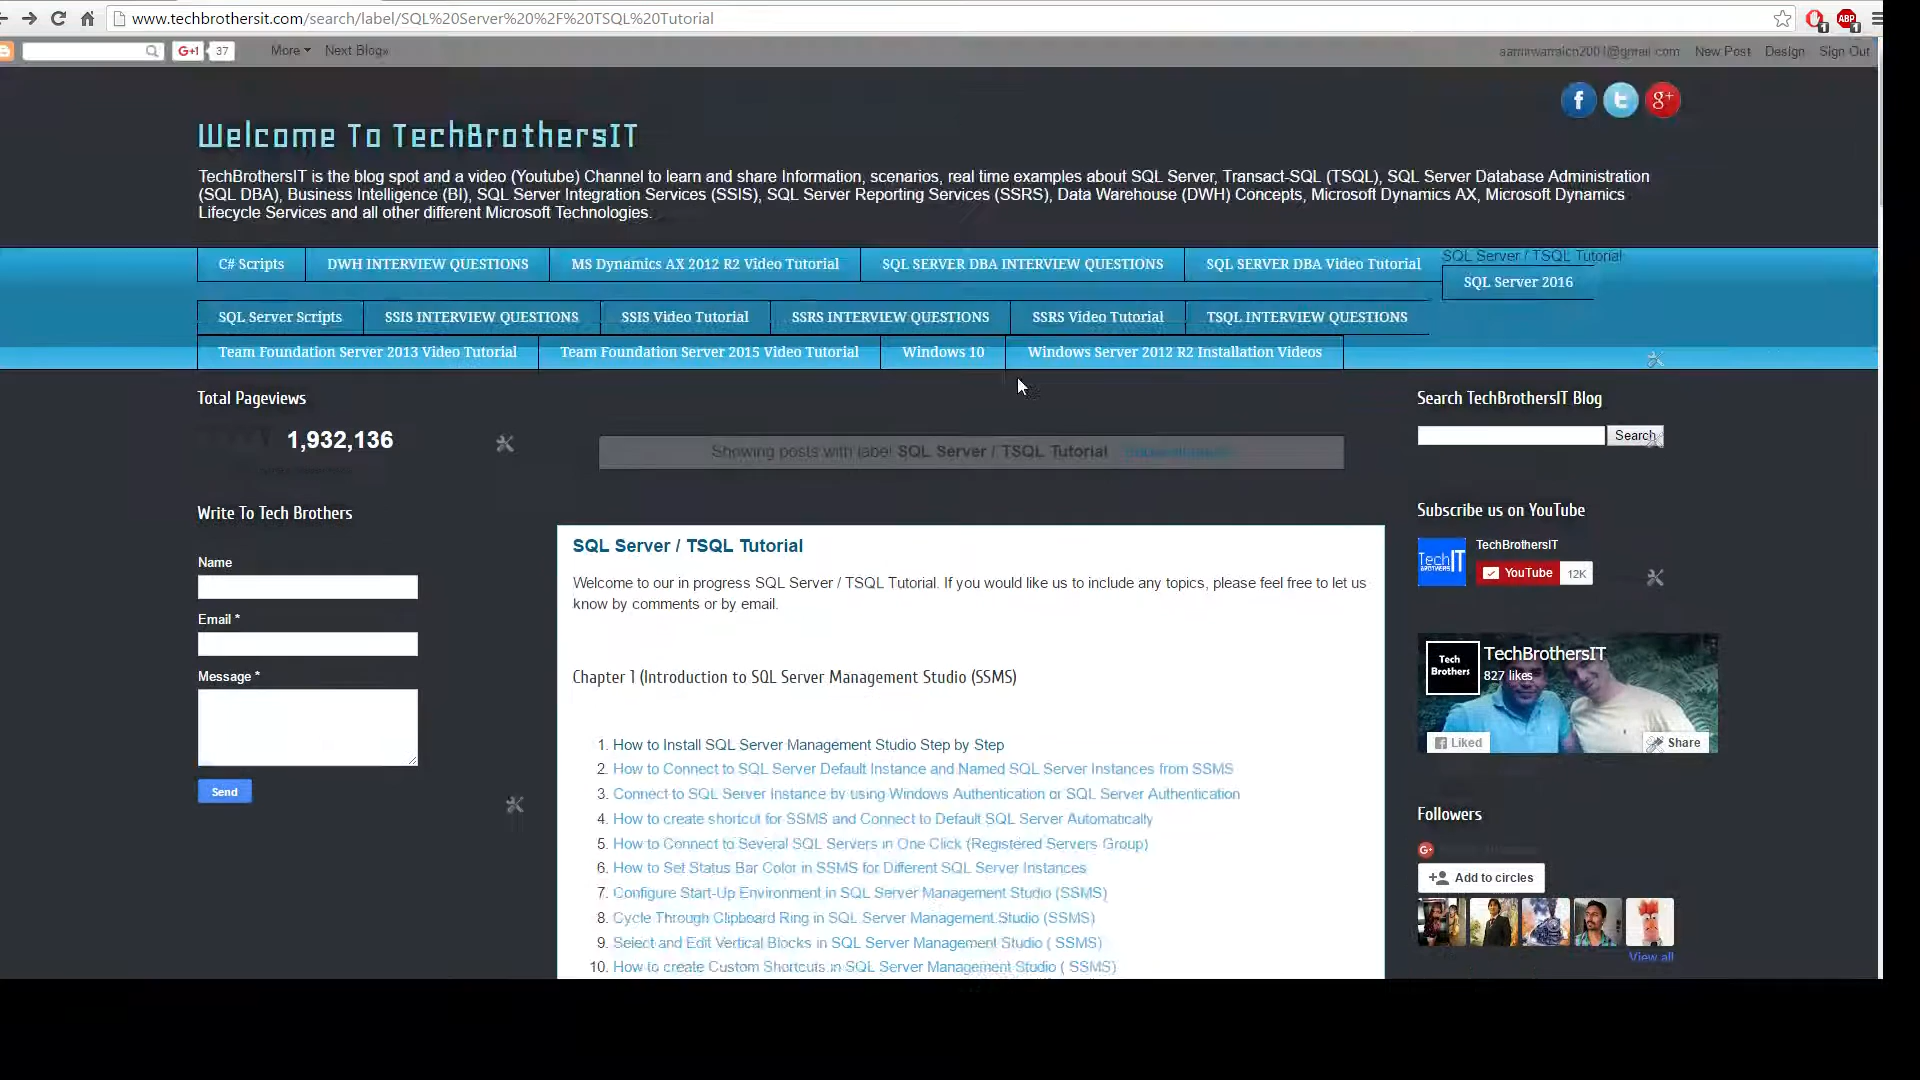 www.techbrothersit.com/search/label/SQL%20Server%20%2F%20TSQL%20Tutorial
ABP
1
1
G+1 37 More Next Blog»
New Post Design Sign Out
f t g+
Welcome To TechBrothersIT
TechBrothersIT is the blog spot and a video (Youtube) Channel to learn and share Information, scenarios, real time examples about SQL Server, Transact-SQL (TSQL), SQL Server Database Administration
(SQL DBA), Business Intelligence (BI), SQL Server Integration Services (SSIS), SQL Server Reporting Services (SSRS), Data Warehouse (DWH) Concepts, Microsoft Dynamics AX, Microsoft Dynamics
Lifecycle Services and all other different Microsoft Technologies.
C# Scripts DWH INTERVIEW QUESTIONS MS Dynamics AX 2012 R2 Video Tutorial SQL SERVER DBA INTERVIEW QUESTIONS SQL SERVER DBA Video Tutorial SQL Server / TSQL Tutorial
SQL Server 2016
SQL Server Scripts SSIS INTERVIEW QUESTIONS SSIS Video Tutorial SSRS INTERVIEW QUESTIONS SSRS Video Tutorial TSQL INTERVIEW QUESTIONS
Team Foundation Server 2013 Video Tutorial Team Foundation Server 2015 Video Tutorial Windows 10 Windows Server 2012 R2 Installation Videos
Total Pageviews
1,932,136
Write To Tech Brothers
Name
Email *
Message *
Send
Showing posts with label SQL Server / TSQL Tutorial
SQL Server / TSQL Tutorial
Welcome to our in progress SQL Server / TSQL Tutorial. If you would like us to include any topics, please feel free to let us
know by comments or by email.
Chapter 1 (Introduction to SQL Server Management Studio (SSMS)
1. How to Install SQL Server Management Studio Step by Step
2. How to Connect to SQL Server Default Instance and Named SQL Server Instances from SSMS
3. Connect to SQL Server Instance by using Windows Authentication or SQL Server Authentication
4. How to create shortcut for SSMS and Connect to Default SQL Server Automatically
5. How to Connect to Several SQL Servers in One Click (Registered Servers Group)
6. How to Set Status Bar Color in SSMS for Different SQL Server Instances
7. Configure Start-Up Environment in SQL Server Management Studio (SSMS)
8. Cycle Through Clipboard Ring in SQL Server Management Studio (SSMS)
9. Select and Edit Vertical Blocks in SQL Server Management Studio ( SSMS)
10. How to create Custom Shortcuts in SQL Server Management Studio ( SSMS)
Search TechBrothersIT Blog
Search
Subscribe us on YouTube
Tech IT BROTHERS
TechBrothersIT
YouTube 12K
Tech Brothers
TechBrothersIT
827 likes
Liked
Share
Followers
G+
Add to circles
View all